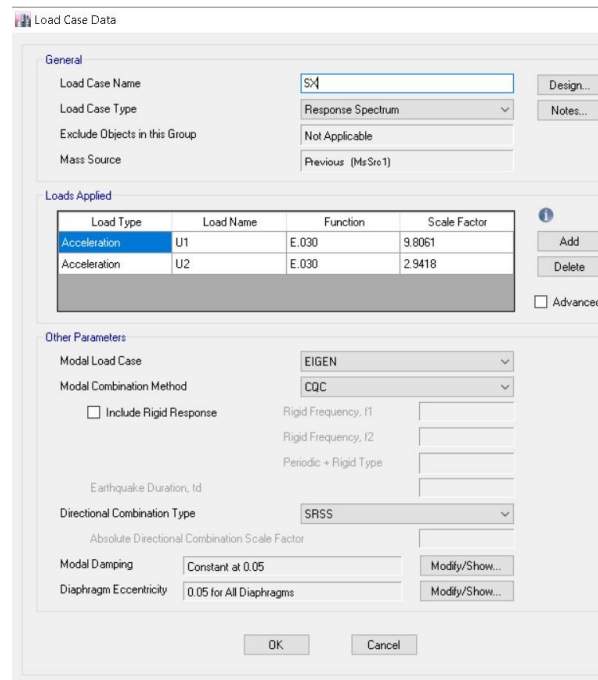 Load Case Data
General
Load Case Name SX Design...
Load Case Type Response Spectrum Notes...
Exclude Objects in this Group Not Applicable
Mass Source Previous (MsSrc1)
Loads Applied
Load Type Load Name Function Scale Factor
Acceleration U1 E.030 9.8061 Add
Acceleration U2 E.030 2.9418 Delete
Advanced
Other Parameters
Modal Load Case EIGEN
Modal Combination Method CQC
Include Rigid Response Rigid Frequency, f1
Rigid Frequency, f2
Periodic + Rigid Type
Earthquake Duration, td
Directional Combination Type SRSS
Absolute Directional Combination Scale Factor
Modal Damping Constant at 0.05 Modify/Show...
Diaphragm Eccentricity 0.05 for All Diaphragms Modify/Show...
OK Cancel